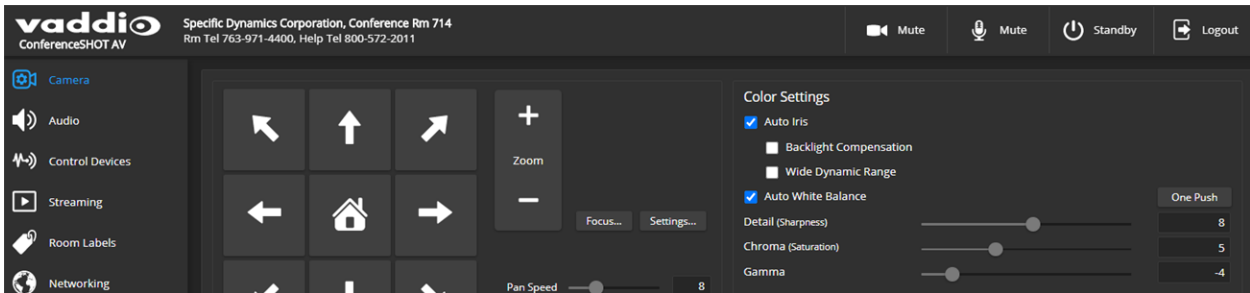 vaddio
ConferenceSHOT AV
Specific Dynamics Corporation, Conference Rm 714
Rm Tel 763-971-4400, Help Tel 800-572-2011
Mute
Mute
Standby
Logout
Camera
Audio
Control Devices
Streaming
Room Labels
Networking
+
Zoom
−
Focus...
Settings...
Pan Speed
8
Color Settings
Auto Iris
Backlight Compensation
Wide Dynamic Range
Auto White Balance
One Push
Detail (Sharpness)
8
Chroma (Saturation)
5
Gamma
-4